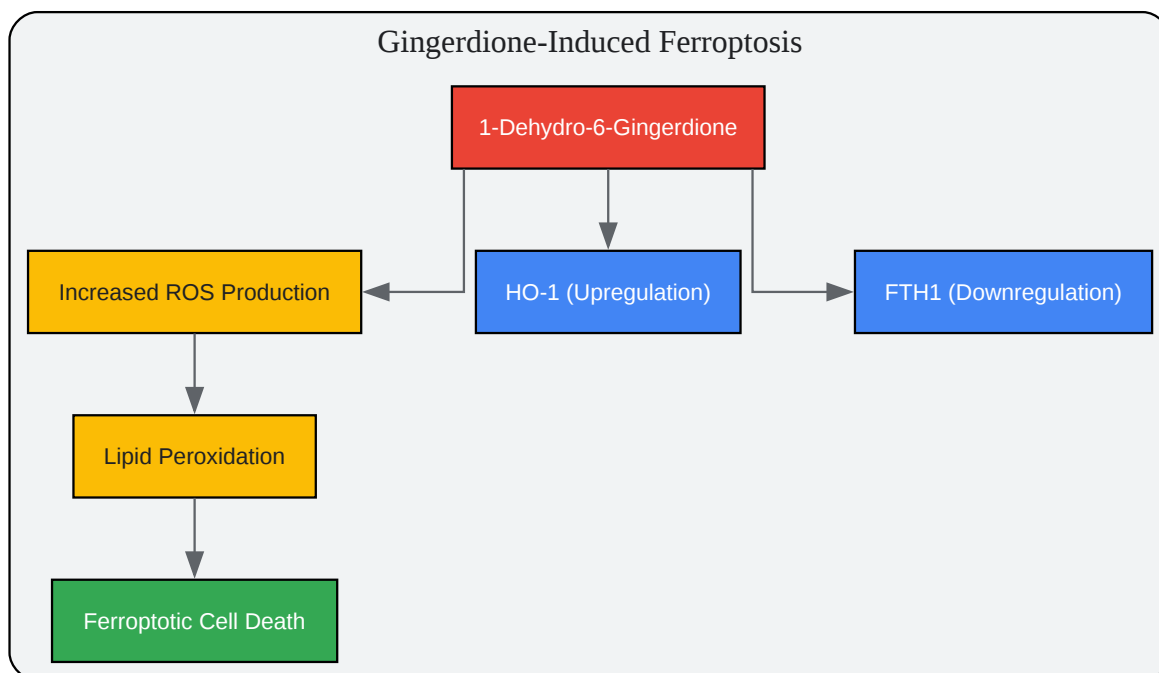 Gingerdione-Induced Ferroptosis
1-Dehydro-6-Gingerdione
Increased ROS Production
HO-1 (Upregulation)
FTH1 (Downregulation)
Lipid Peroxidation
Ferroptotic Cell Death